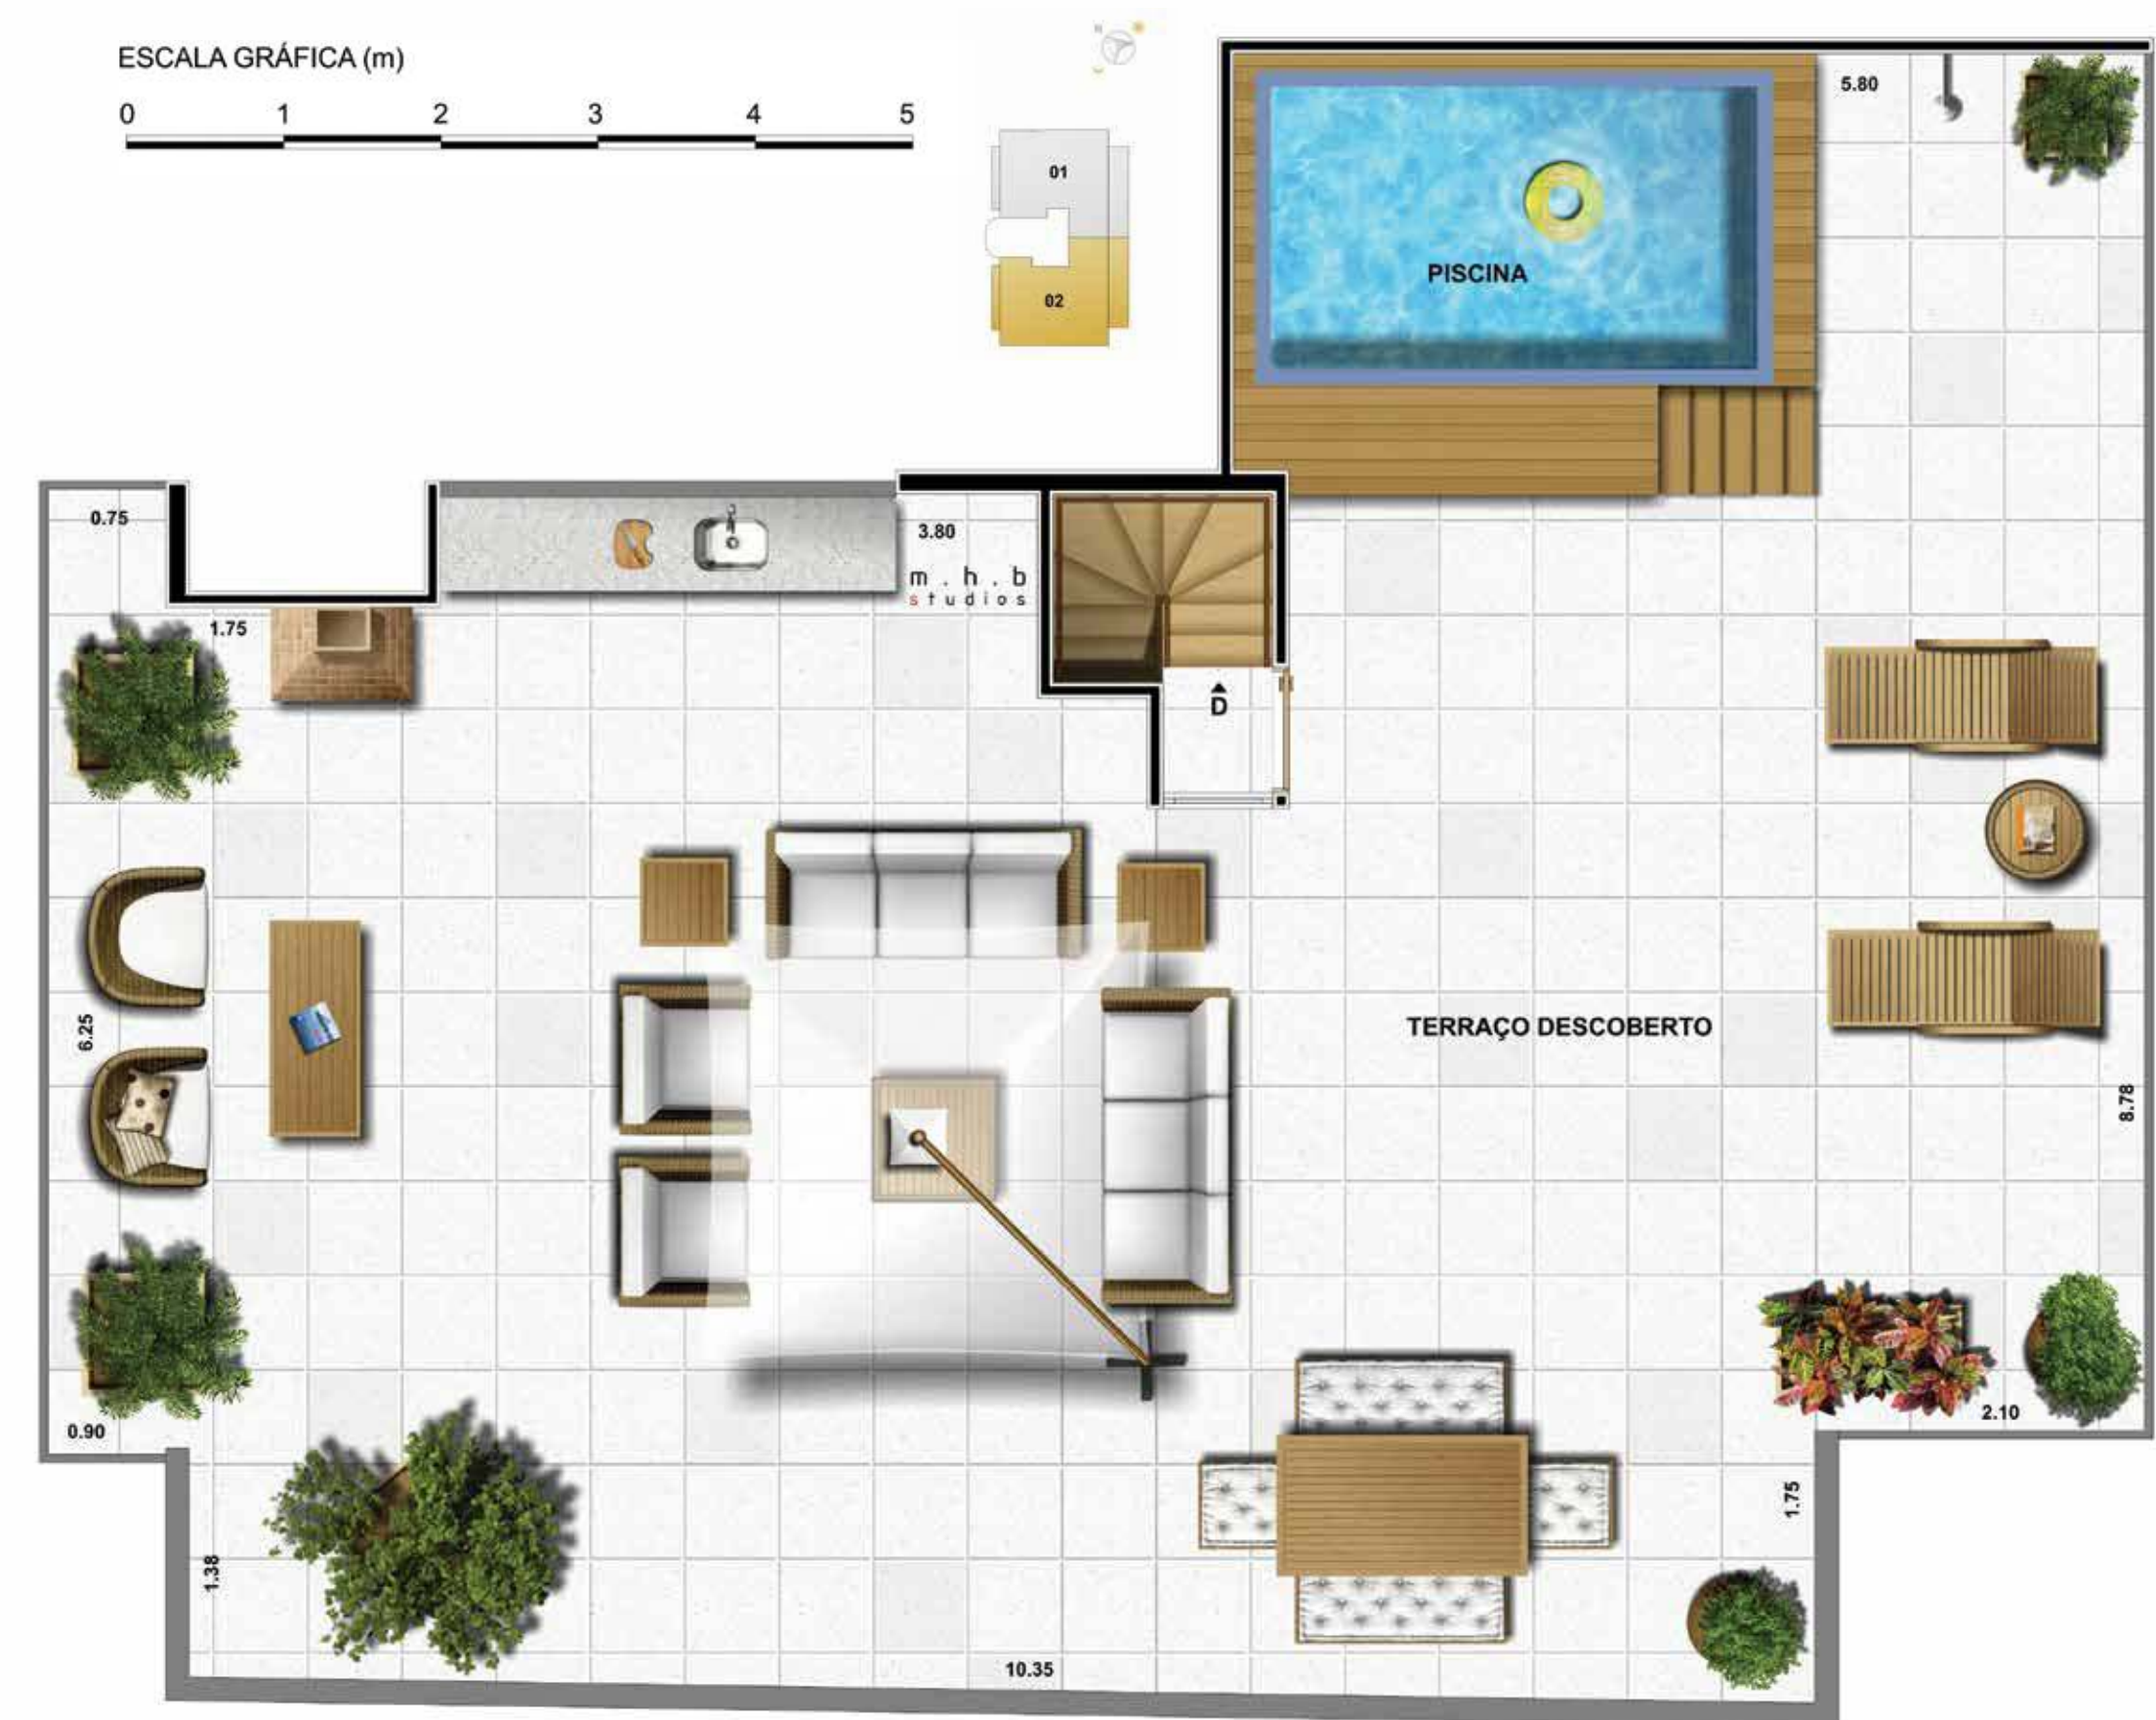 ESCALA GRÁFICA (m)
0 1 2 3 4 5
01
02
5.80
PISCINA
0.75
3.80
m.h.b
studios
1.75
D
6.25
TERRAÇO DESCOBERTO
8.78
2.10
0.90
1.75
1.38
10.35